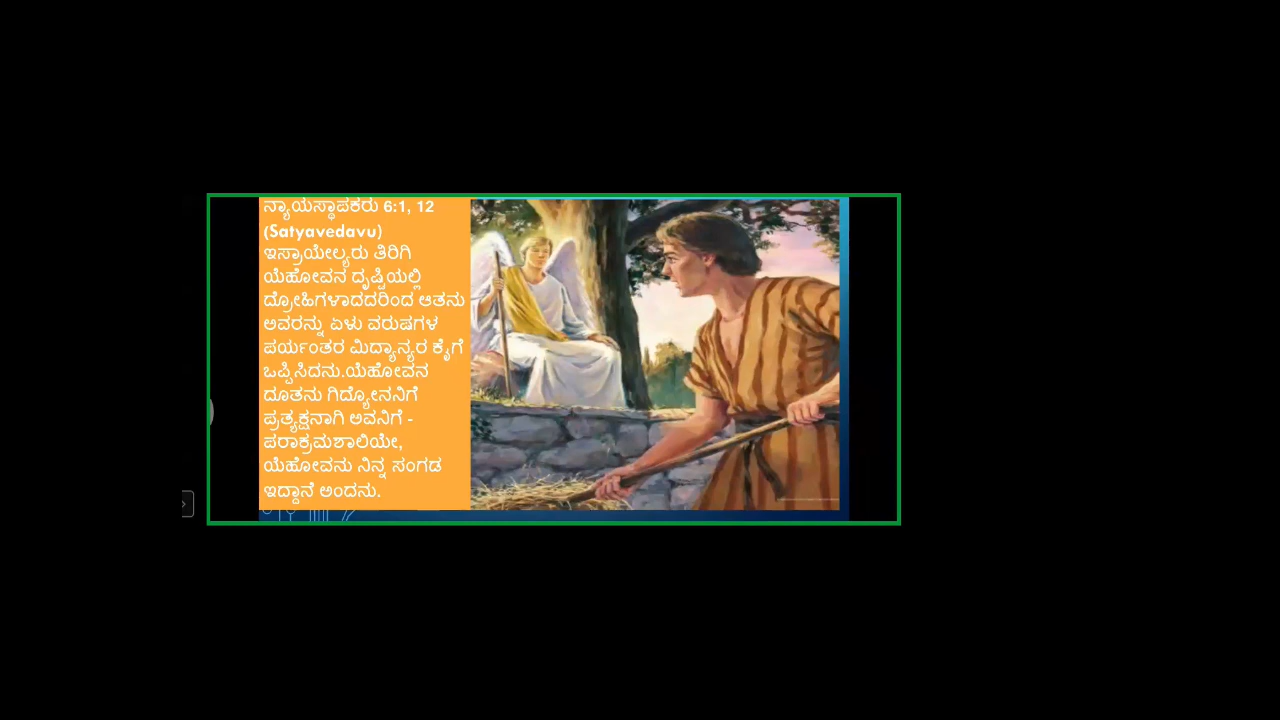 ನ್ಯಾಯಸ್ಥಾಪಕರು 6:1, 12
(Satyavedavu)
ಇಸ್ರಾಯೇಲ್ಯರು ತಿರಿಗಿ
ಯೆಹೋವನ ದೃಷ್ಟಿಯಲ್ಲಿ
ದ್ರೋಹಿಗಳಾದದರಿಂದ ಆತನು
ಅವರನ್ನು ಏಳು ವರುಷಗಳ
ಪರ್ಯಂತರ ಮಿದ್ಯಾನ್ಯರ ಕೈಗೆ
ಒಪ್ಪಿಸಿದನು.ಯೆಹೋವನ
ದೂತನು ಗಿದ್ಯೋನನಿಗೆ
ಪ್ರತ್ಯಕ್ಷನಾಗಿ ಅವನಿಗೆ -
ಪರಾಕ್ರಮಶಾಲಿಯೇ,
ಯೆಹೋವನು ನಿನ್ನ ಸಂಗಡ
ಇದ್ದಾನೆ ಅಂದನು.